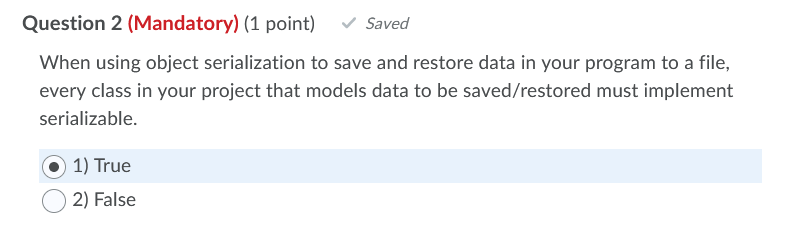 Question 2 (Mandatory) (1 point) Saved
When using object serialization to save and restore data in your program to a file,
every class in your project that models data to be saved/restored must implement
serializable.
1) True
2) False